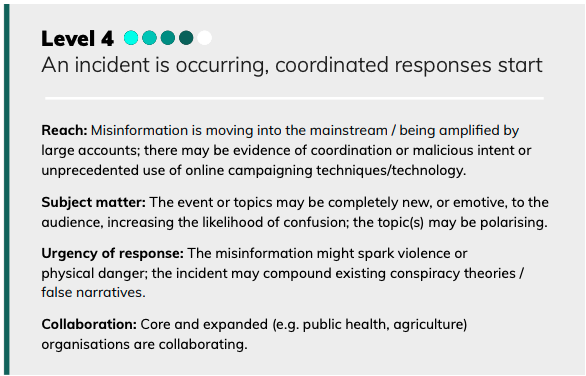 Level 4
An incident is occurring, coordinated responses start
Reach: Misinformation is moving into the mainstream / being amplified by
large accounts; there may be evidence of coordination or malicious intent or
unprecedented use of online campaigning techniques/technology.
Subject matter: The event or topics may be completely new, or emotive, to the
audience, increasing the likelihood of confusion; the topic(s) may be polarising.
Urgency of response: The misinformation might spark violence or
physical danger; the incident may compound existing conspiracy theories /
false narratives.
Collaboration: Core and expanded (e.g. public health, agriculture)
organisations are collaborating.